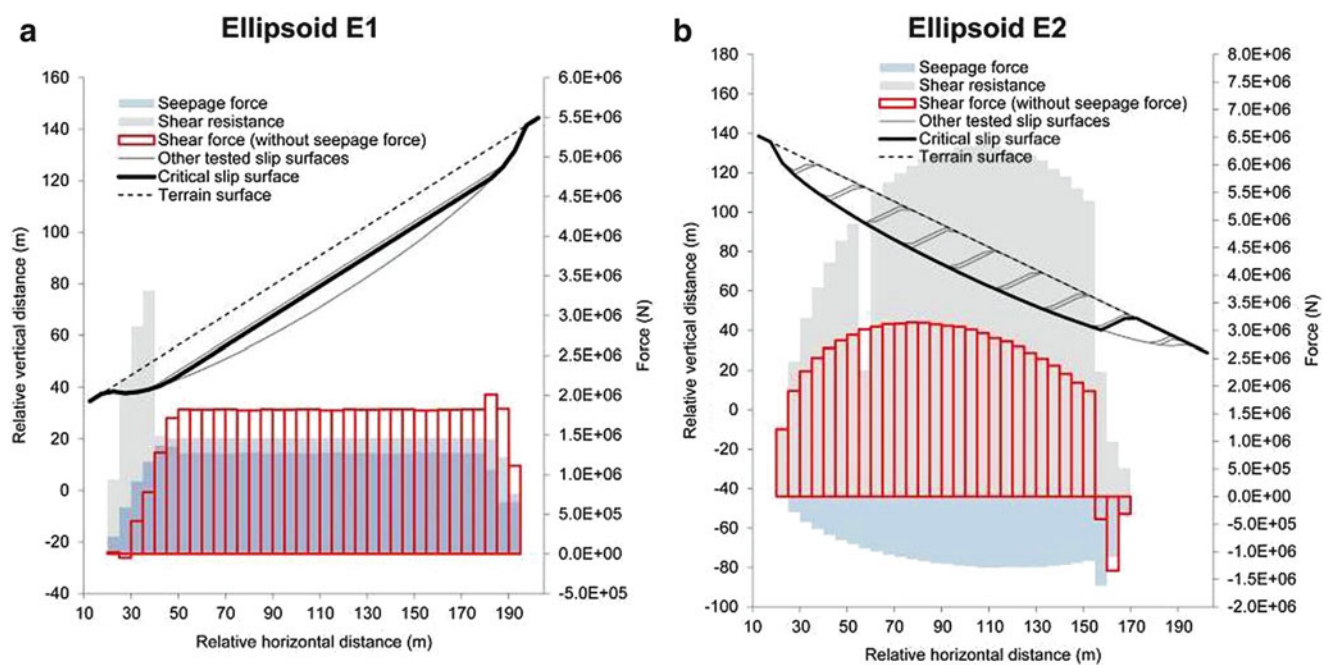 a
Ellipsoid E1
160
140
120
100
80
60
40
20
0
-20
-40
Relative vertical distance (m)
Seepage force
Shear resistance
Shear force (without seepage force)
Other tested slip surfaces
Critical slip surface
Terrain surface
6.0E+06
5.5E+06
5.0E+06
4.5E+06
4.0E+06
3.5E+06
3.0E+06
2.5E+06
2.0E+06
1.5E+06
1.0E+06
5.0E+05
0.0E+00
-5.0E+05
Force (N)
10 30 50 70 90 110 130 150 170 190
Relative horizontal distance (m)
b
Ellipsoid E2
180
160
140
120
100
80
60
40
20
0
-20
-40
-60
-80
-100
Relative vertical distance (m)
Seepage force
Shear resistance
Shear force (without seepage force)
Other tested slip surfaces
Critical slip surface
Terrain surface
8.0E+06
7.5E+06
7.0E+06
6.5E+06
6.0E+06
5.5E+06
5.0E+06
4.5E+06
4.0E+06
3.5E+06
3.0E+06
2.5E+06
2.0E+06
1.5E+06
1.0E+06
5.0E+05
0.0E+00
-5.0E+05
-1.0E+06
-1.5E+06
-2.0E+06
Force (N)
10 30 50 70 90 110 130 150 170 190
Relative horizontal distance (m)